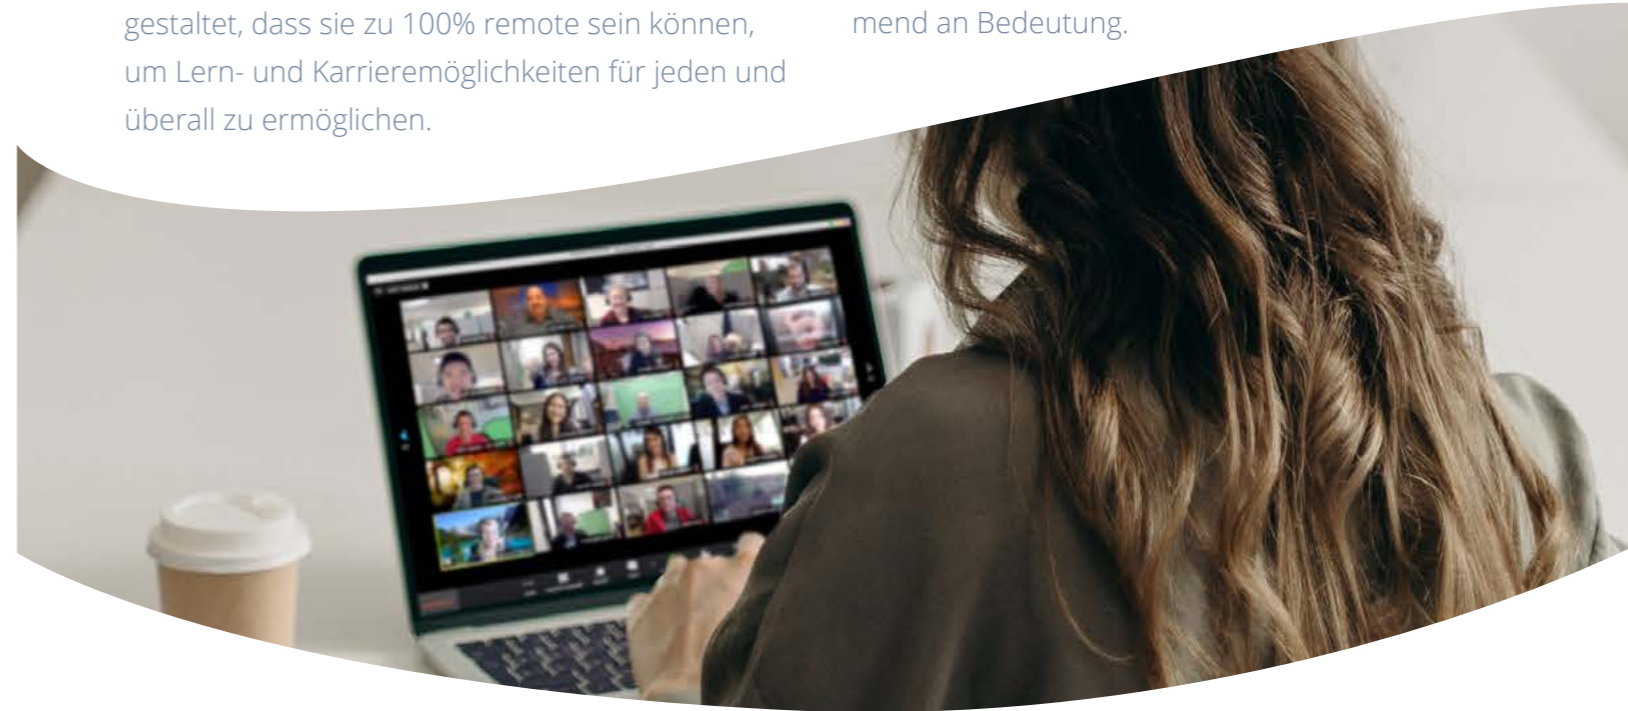 gestaltet, dass sie zu 100% remote sein können,
um Lern- und Karrieremöglichkeiten für jeden und
überall zu ermöglichen.
mend an Bedeutung.